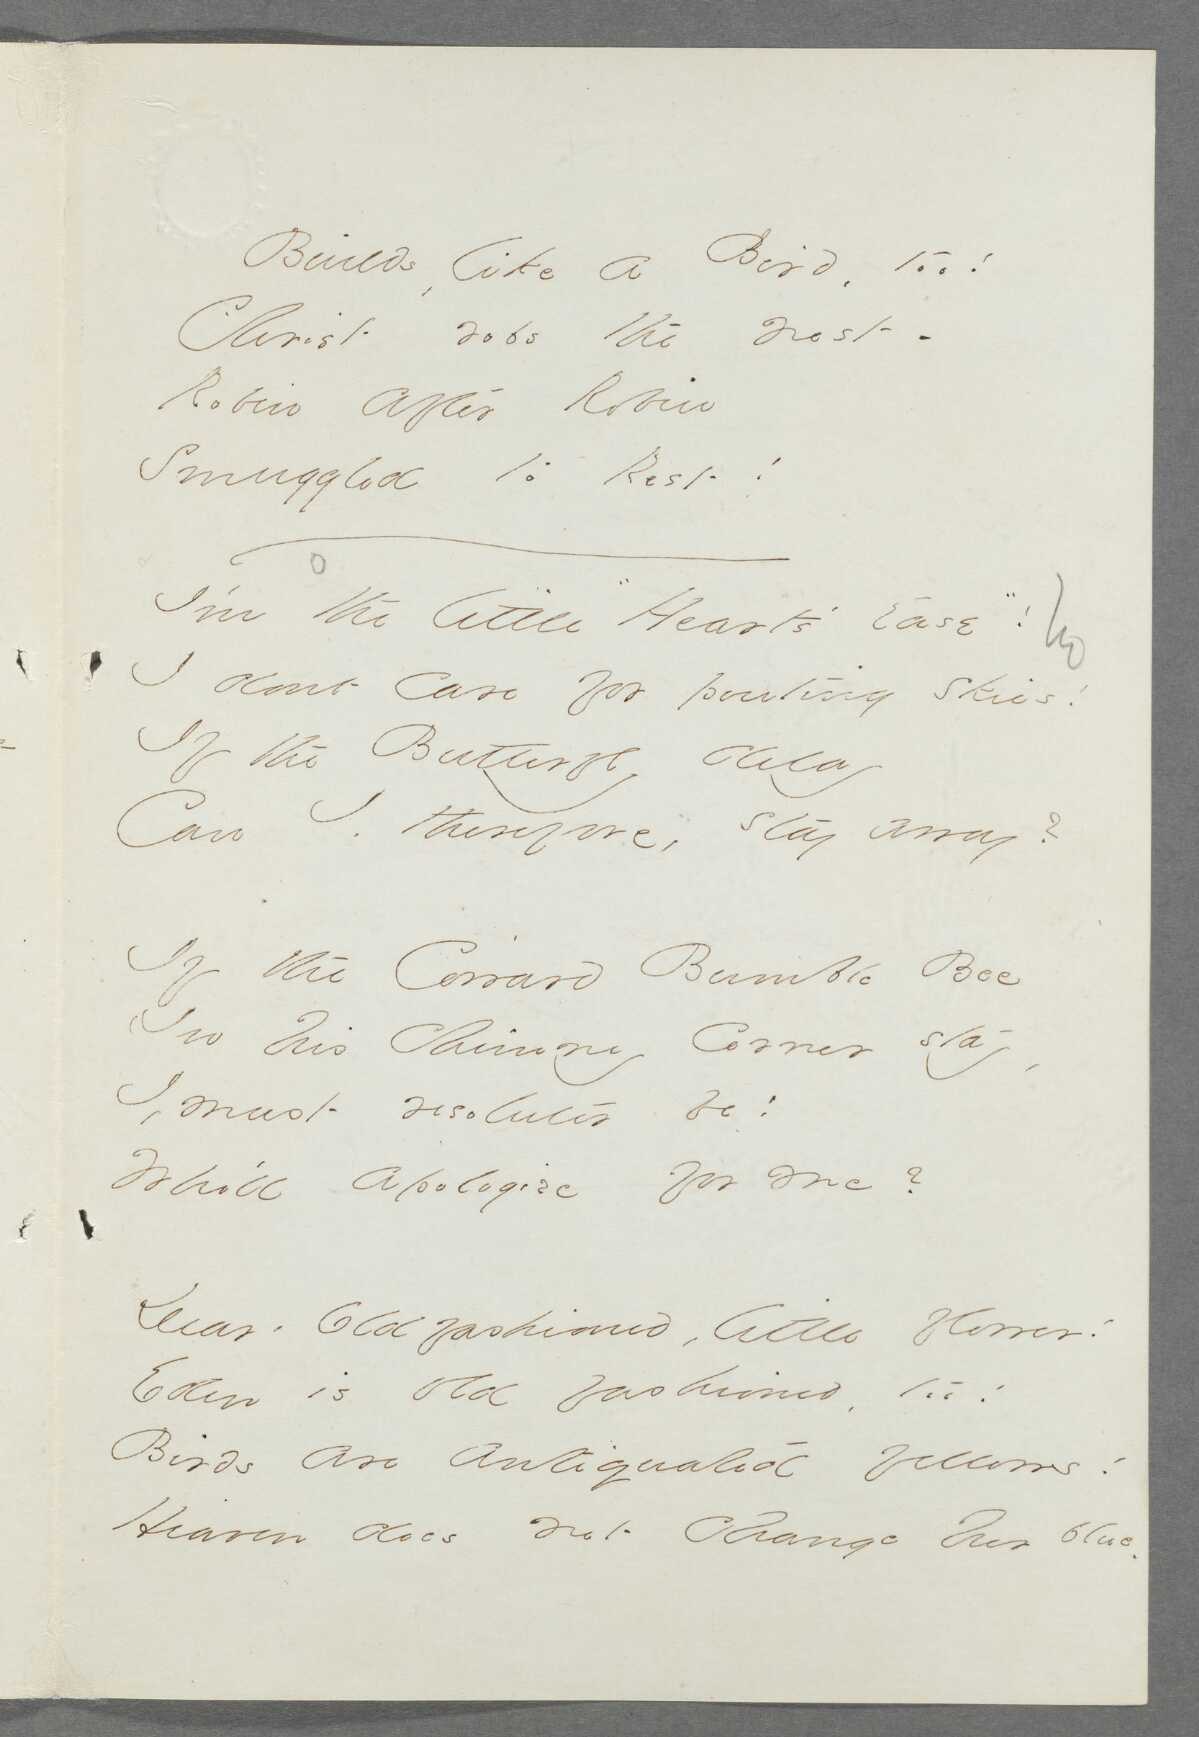 Builds, like a Bird, too!
Christ robs the nest -
Robin after Robin
Smuggled to Rest!
I'm the little "Heart's Ease"!
I dont care for pouting skies!
If the Butterfly delay
Can I, therefore, stay away?
If the Coward Bumble Bee
In his Chimney Corner stay,
I, must resoluter be!
Who'll apologize for me?
Dear, Old fashioned, little flower!
Eden is old fashioned, too!
Birds are antiquated fellows!
Heaven does not change her blue.